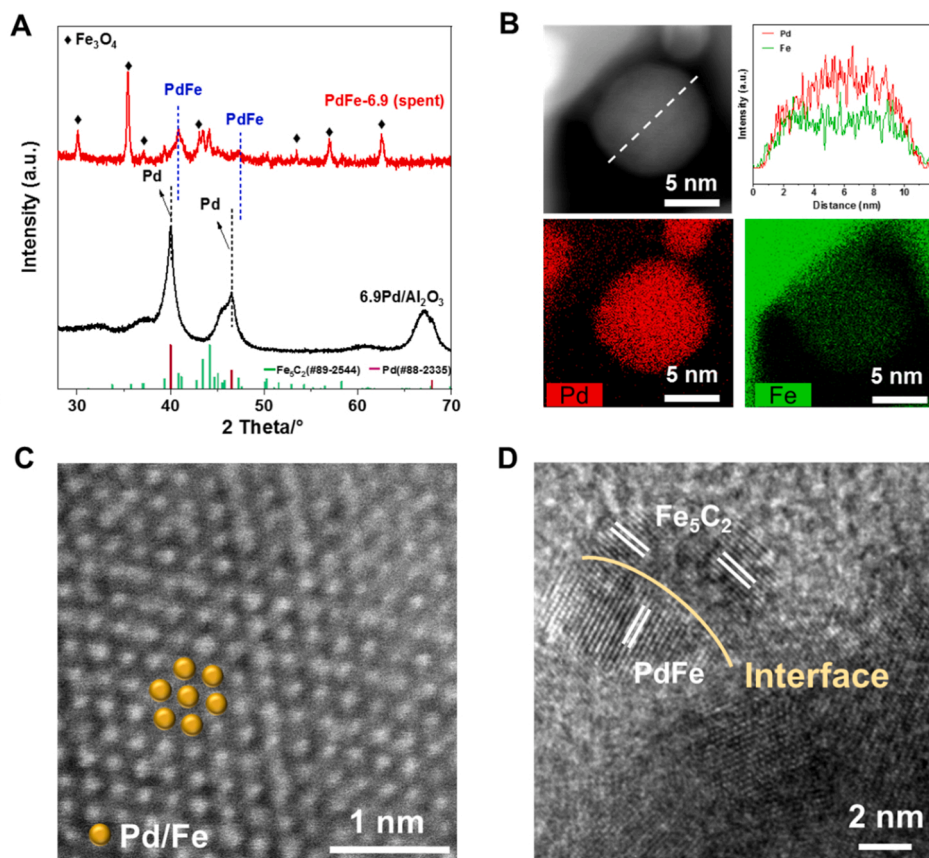 A
♦ Fe₃O₄
PdFe
PdFe
PdFe-6.9 (spent)
Pd
Pd
6.9Pd/Al₂O₃
Fe₅C₂(#89-2544)
Pd(#88-2335)
Intensity (a.u.)
30
40
50
60
70
2 Theta/°
B
5 nm
Pd
Fe
Intensity (a.u.)
0
2
4
6
8
10
Distance (nm)
Pd
5 nm
Fe
5 nm
C
Pd/Fe
1 nm
D
Fe₅C₂
PdFe
Interface
2 nm